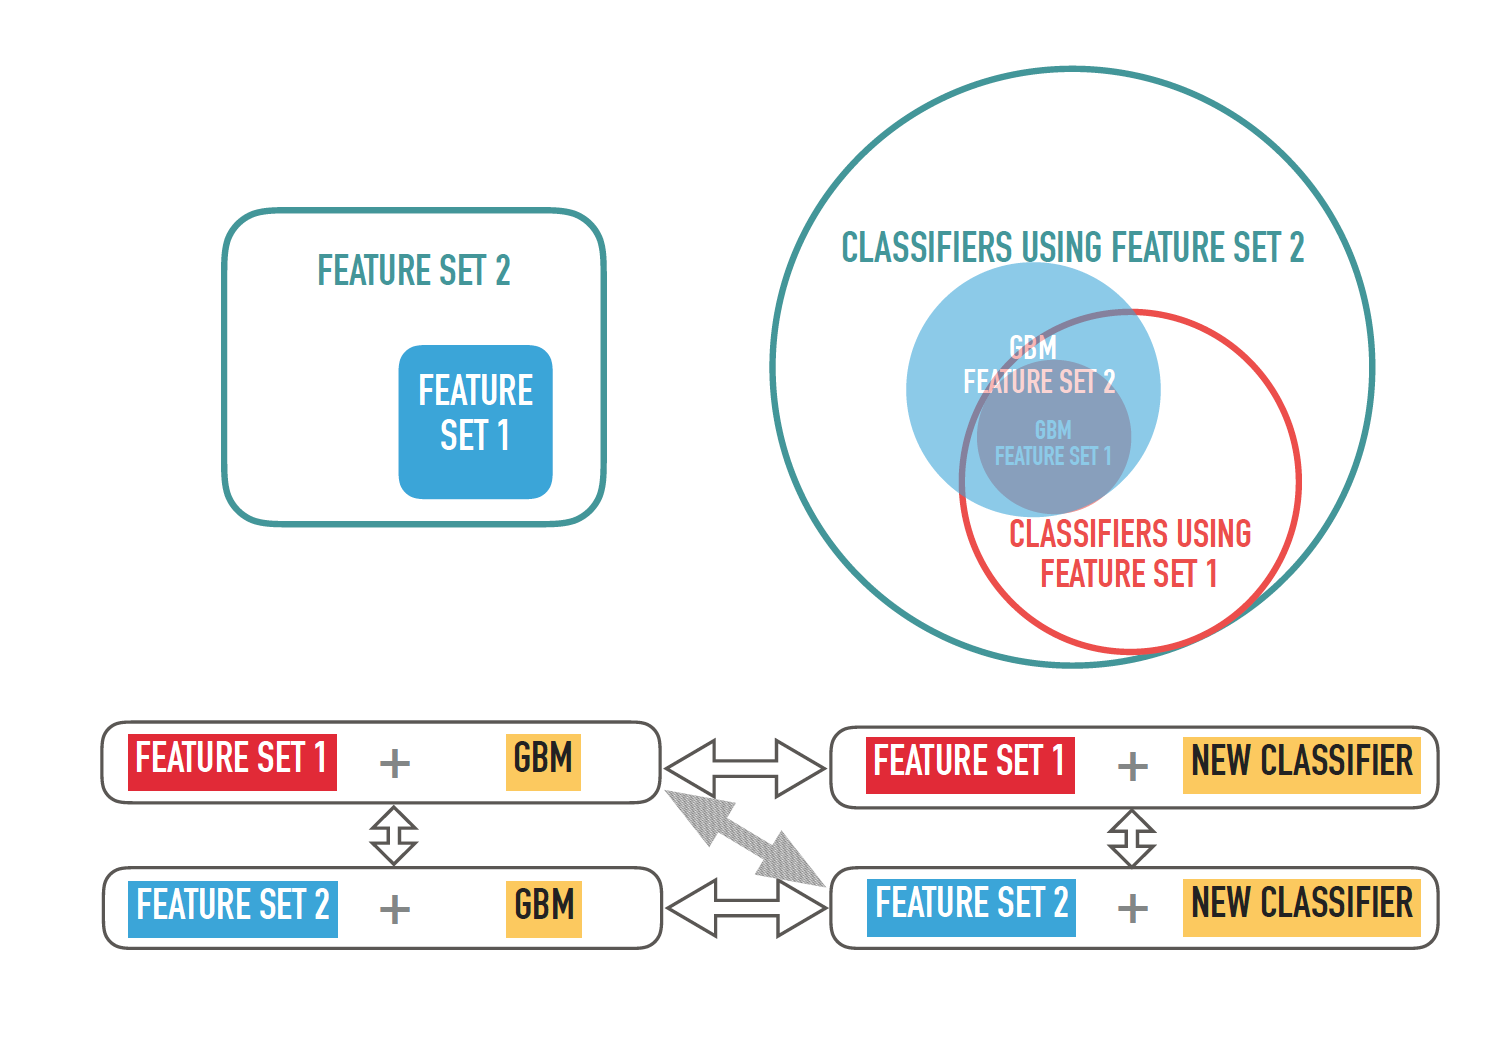 FEATURE SET 2
FEATURE
SET 1
CLASSIFIERS USING FEATURE SET 2
GBM
FEATURE SET 2
GBM
FEATURE SET 1
CLASSIFIERS USING
FEATURE SET 1
FEATURE SET 1 + GBM
FEATURE SET 1 + NEW CLASSIFIER
FEATURE SET 2 + GBM
FEATURE SET 2 + NEW CLASSIFIER